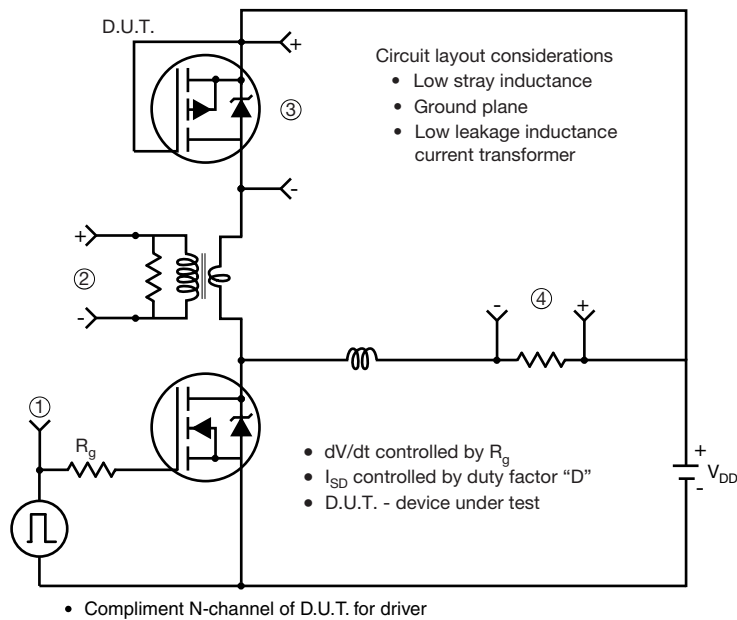 D.U.T.
+
Circuit layout considerations
• Low stray inductance
• Ground plane
• Low leakage inductance
current transformer
③
-
+
②
-
-
④
+
①
R_g
• dV/dt controlled by R_g
• I_SD controlled by duty factor “D”
• D.U.T. - device under test
+
V_DD
-
• Compliment N-channel of D.U.T. for driver